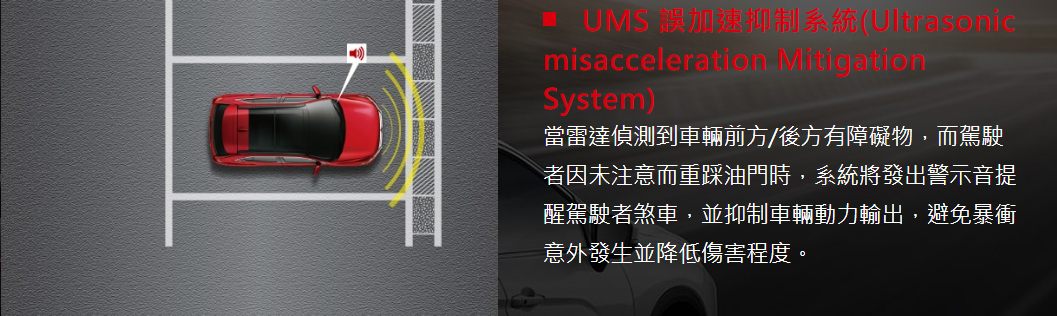 ■ UMS 誤加速抑制系統(Ultrasonic
misacceleration Mitigation
System)
當雷達偵測到車輛前方/後方有障礙物，而駕駛
者因未注意而重踩油門時，系統將發出警示音提
醒駕駛者煞車，並抑制車輛動力輸出，避免暴衝
意外發生並降低傷害程度。